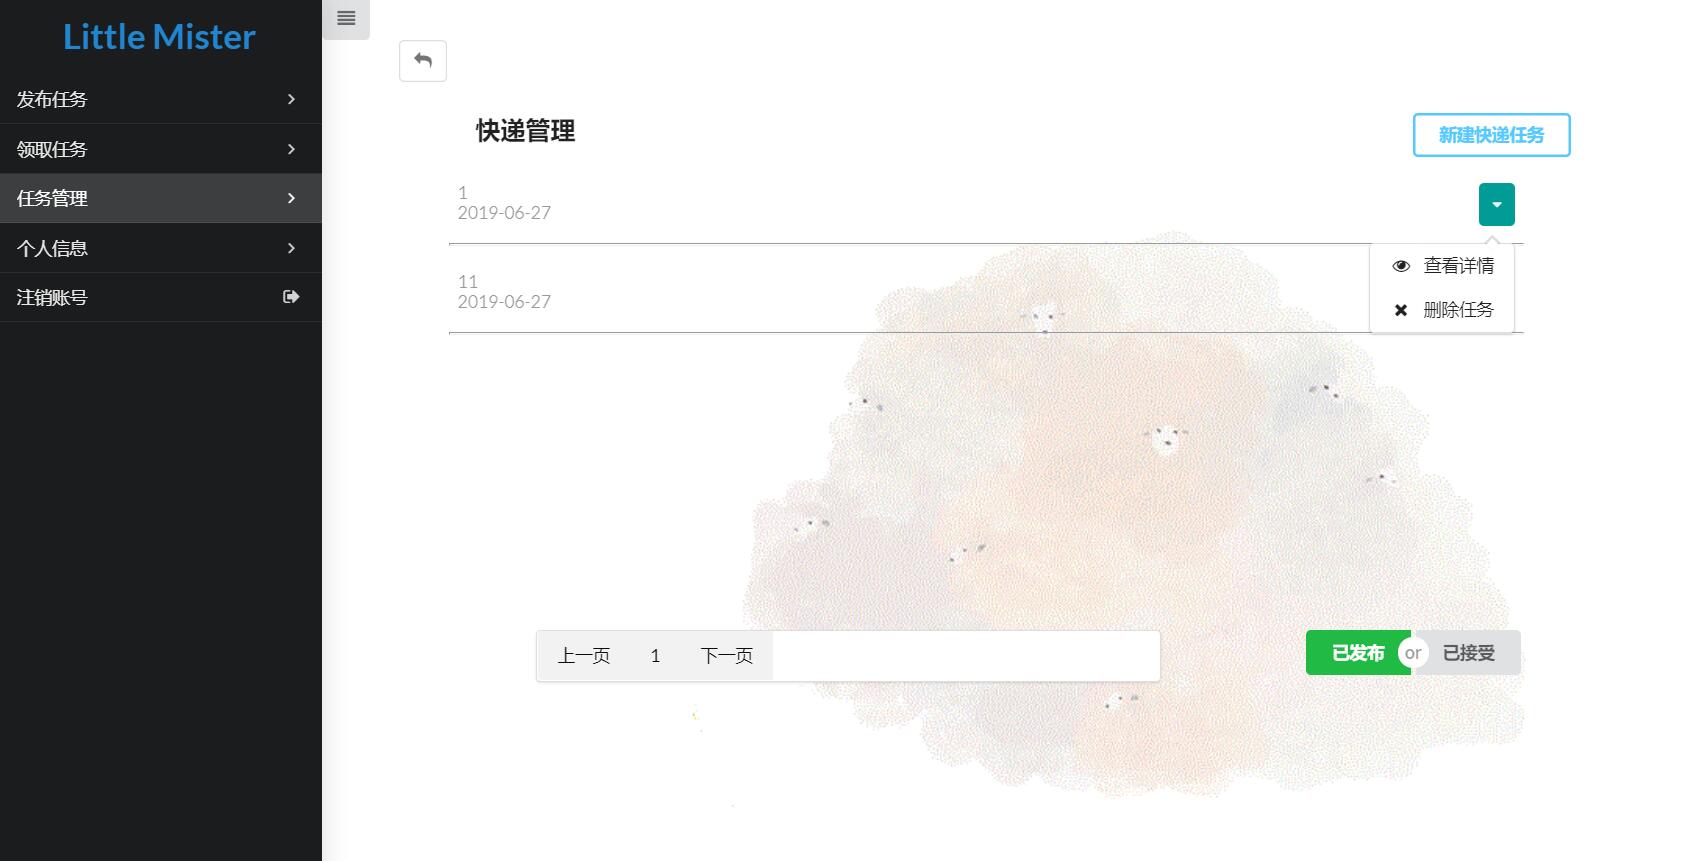 Little Mister
发布任务
领取任务
任务管理
个人信息
注销账号
快递管理
新建快递任务
1
2019-06-27
查看详情
删除任务
11
2019-06-27
上一页 1 下一页
已发布 or 已接受